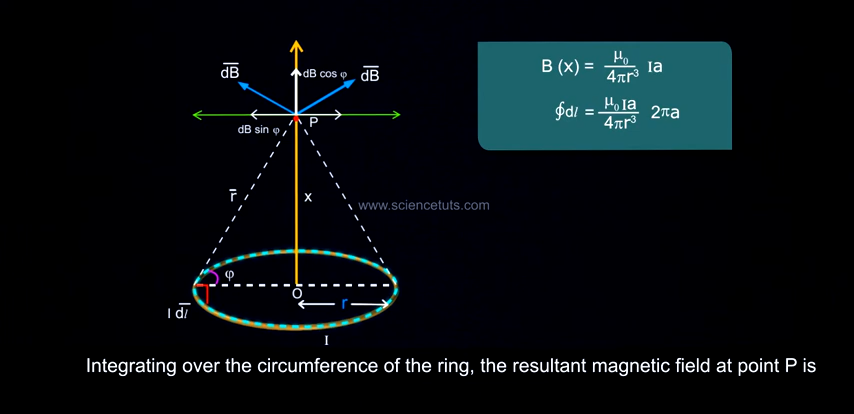 dB̅ dB cos φ dB̅
B (x) = μ₀/4πr³ Ia
∮dl = μ₀Ia/4πr³ 2πa
dB sin φ P
r̅ x
www.sciencetuts.com
φ
O
r
I dl̅
I
Integrating over the circumference of the ring, the resultant magnetic field at point P is